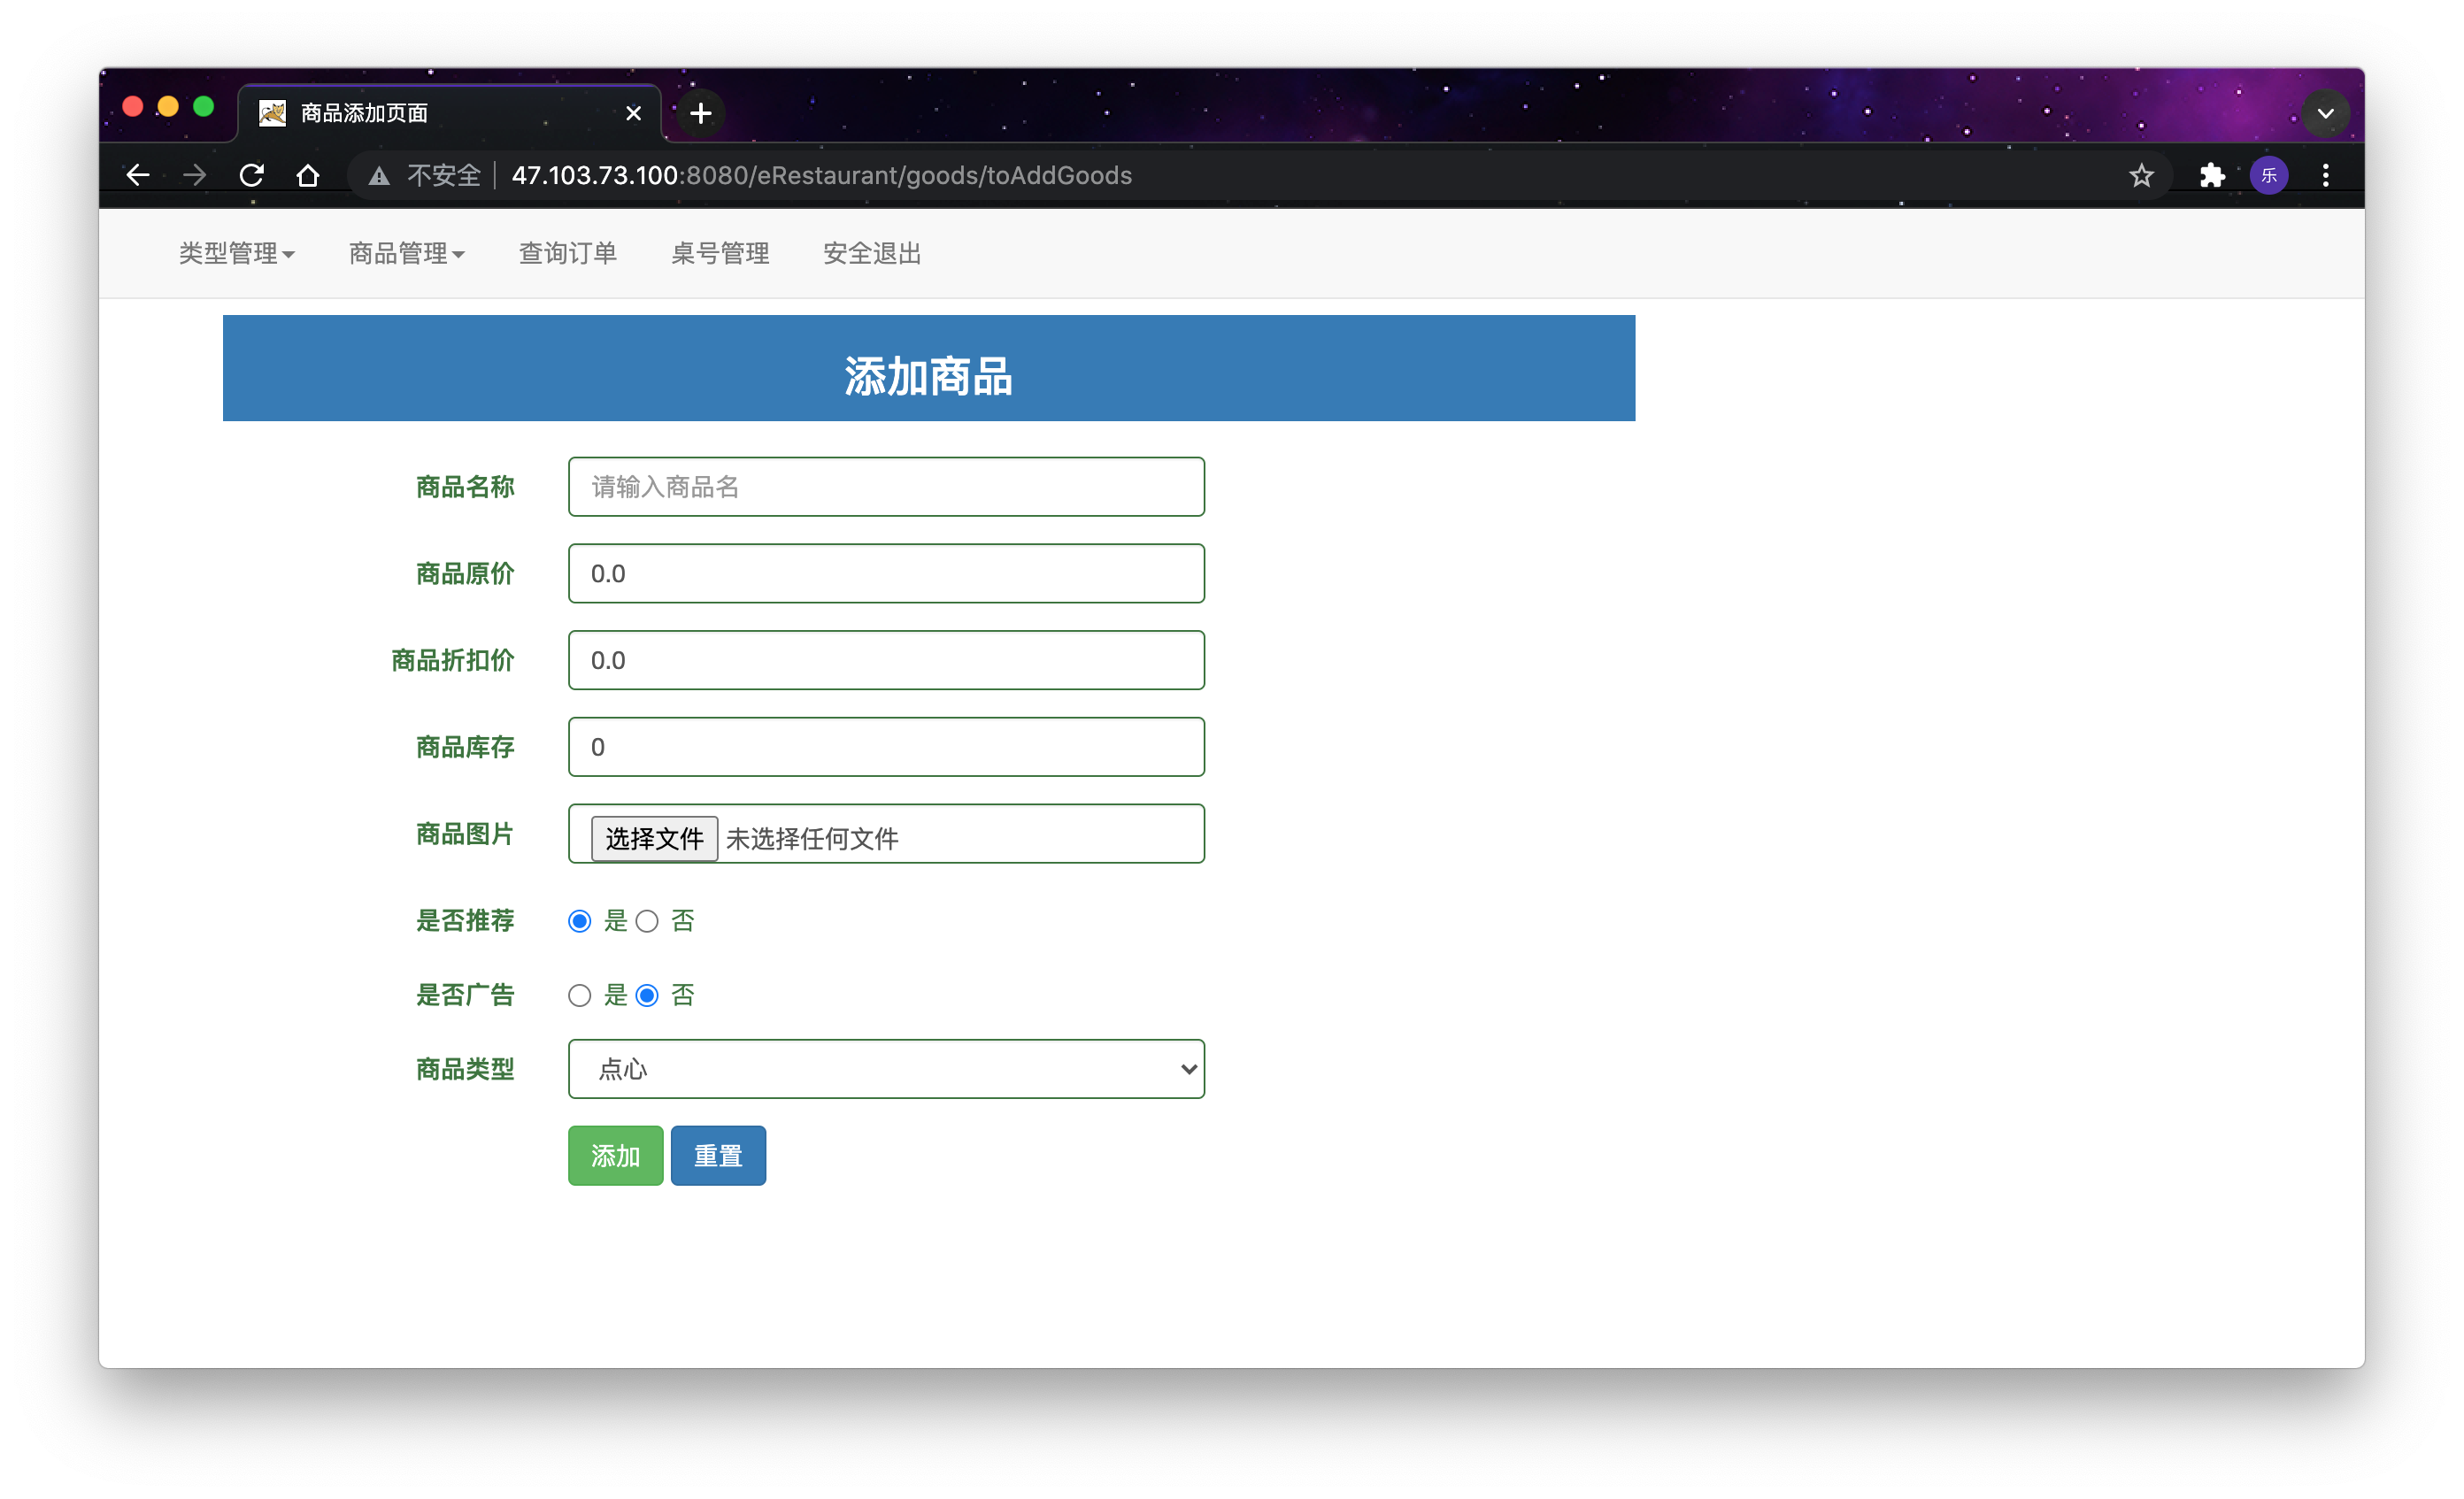 商品添加页面
不安全 47.103.73.100:8080/eRestaurant/goods/toAddGoods
乐
类型管理 商品管理 查询订单 桌号管理 安全退出
添加商品
商品名称 请输入商品名
商品原价 0.0
商品折扣价 0.0
商品库存 0
商品图片 选择文件 未选择任何文件
是否推荐 是 否
是否广告 是 否
商品类型 点心
添加 重置